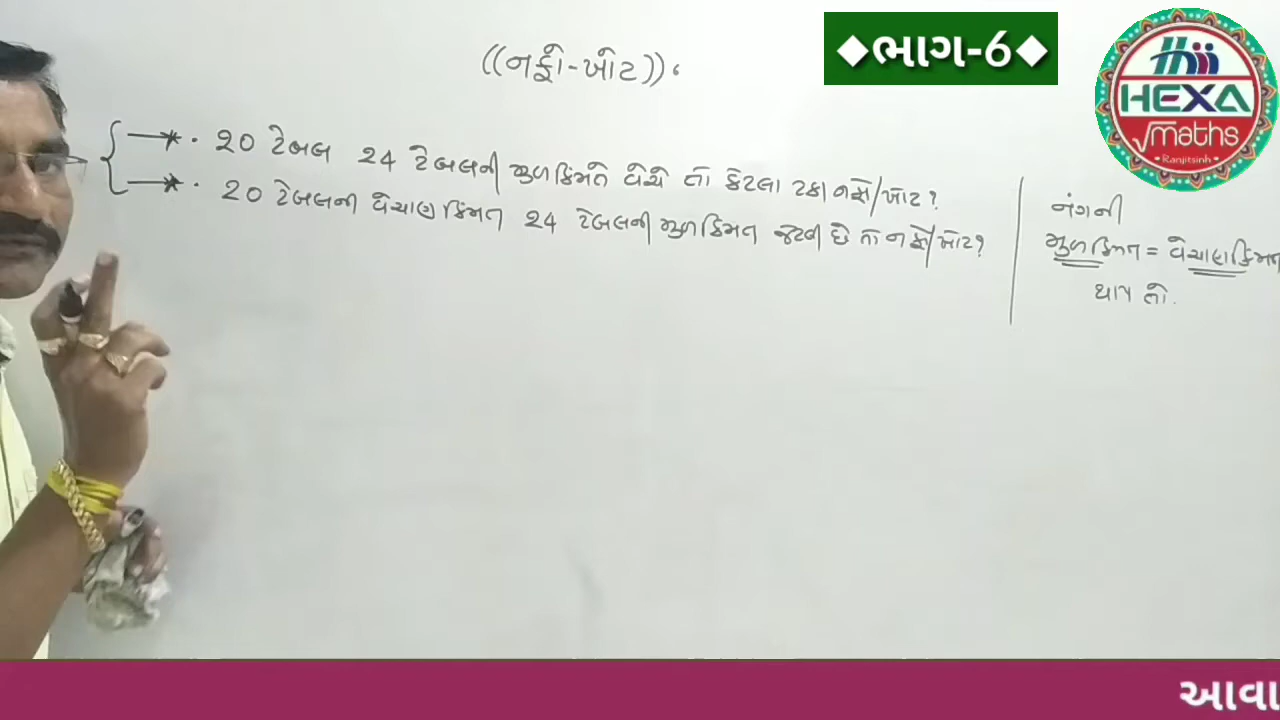 ((નફો-ખોટ))
◆ભાગ-6◆
HEXA
√maths
Ranjitsinh
→* . 20 ટેબલ 24 ટેબલની મુળકિંમતે વેચે તો કેટલા ટકા નફો/ખોટ?
→* . 20 ટેબલની વેચાણ કિંમત 24 ટેબલની મુળકિંમત જેટલી છે તો નફો/ખોટ?
નંગની
મુળકિંમત = વેચાણકિંમત
થાય તો.
આવા